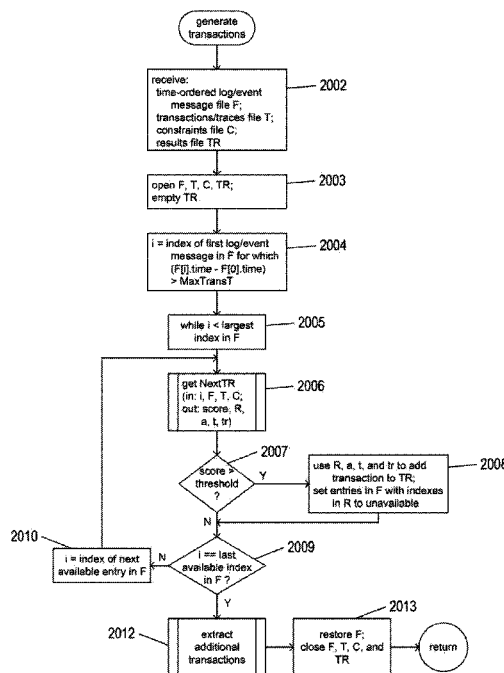 generate
transactions
receive:
time-ordered log/event
message file F;
transactions/traces file T;
constraints file C;
results file TR
2002
open F, T, C, TR;
empty TR
2003
i = index of first log/event
message in F for which
(F[i].time - F[0].time)
> MaxTransT
2004
while i < largest
index in F
2005
get NextTR
(in: i, F, T, C;
out: score, R,
a, t, tr)
2006
2007
score >
threshold
?
Y
N
use R, a, t, and tr to add
transaction to TR;
set entries in F with indexes
in R to unavailable
2008
2010
i = index of next
available entry in F
N
i == last
available index
in F ?
2009
Y
2012
extract
additional
transactions
2013
restore F;
close F, T, C, and
TR
return